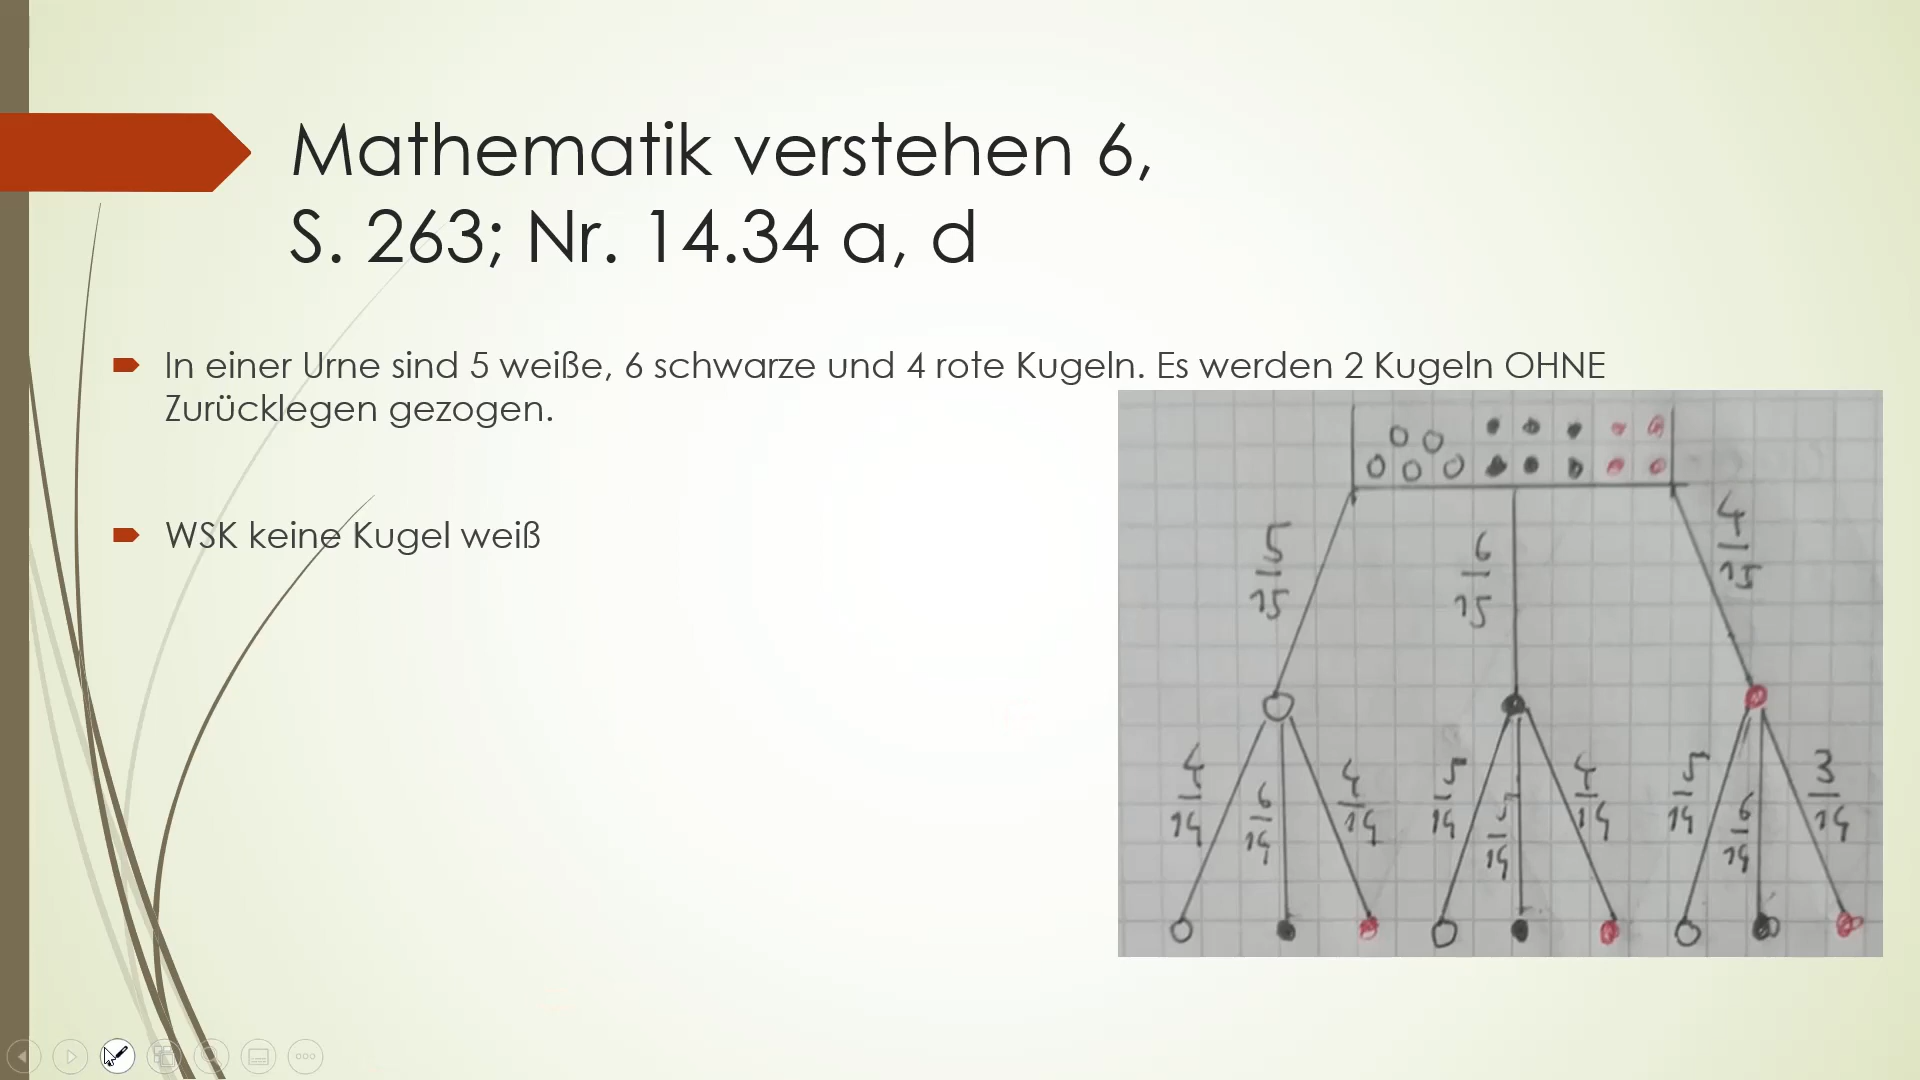 Mathematik verstehen 6,
S. 263; Nr. 14.34 a, d
In einer Urne sind 5 weiße, 6 schwarze und 4 rote Kugeln. Es werden 2 Kugeln OHNE
Zurücklegen gezogen.
WSK keine Kugel weiß
5/15 6/15 4/15
4/14 6/14 4/14 5/14 5/14 4/14 5/14 6/14 3/14